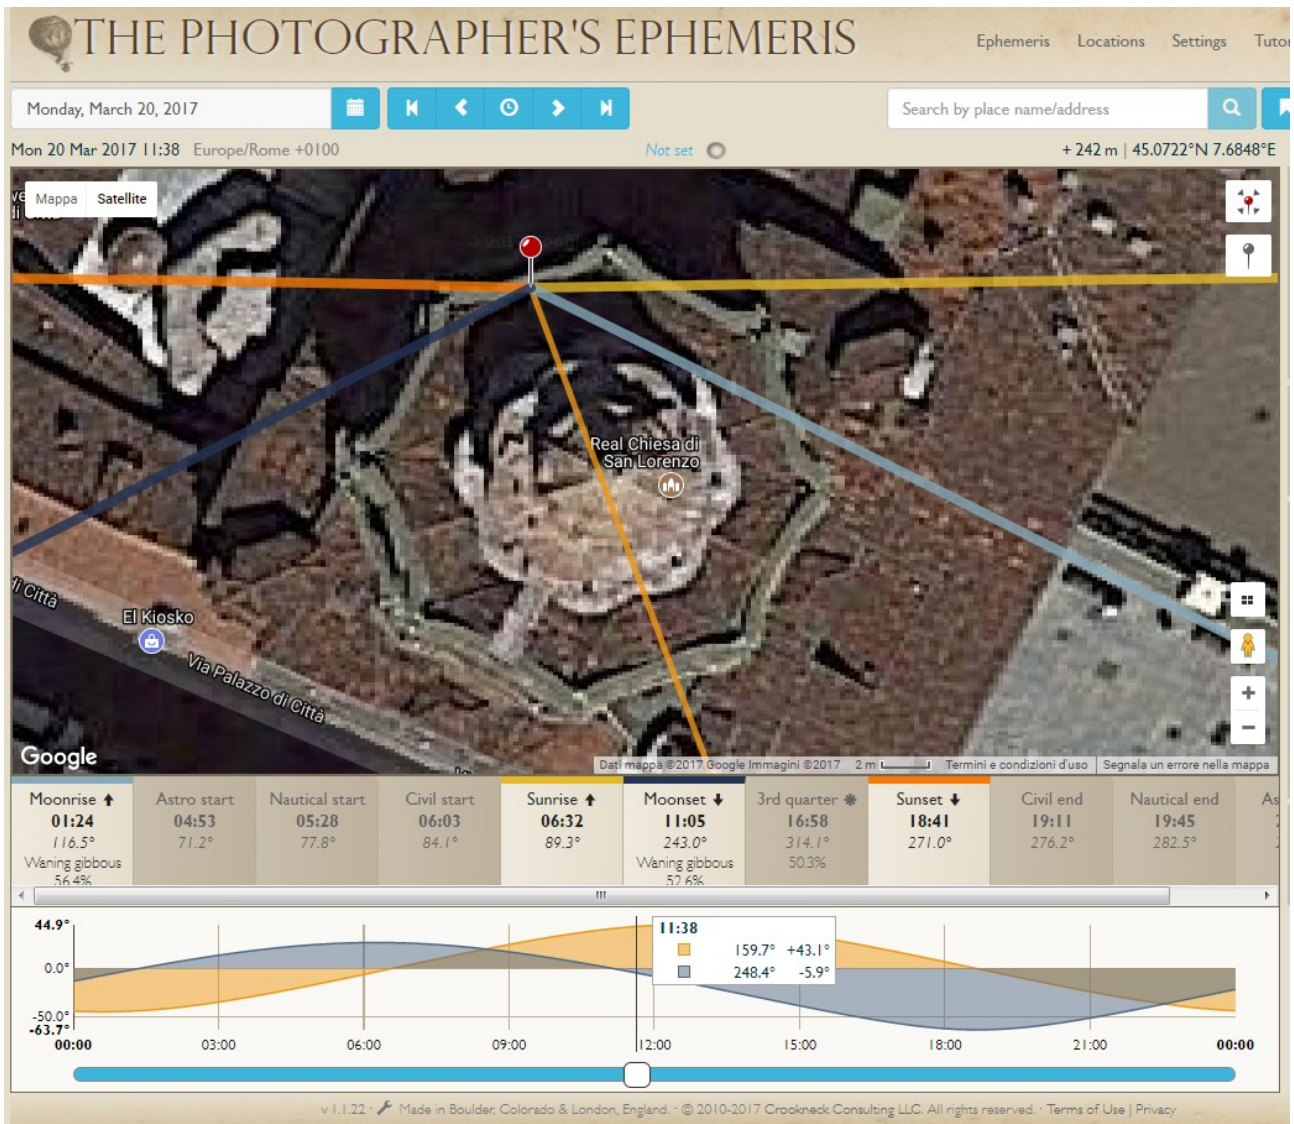 THE PHOTOGRAPHER'S EPHEMERIS
Ephemeris Locations Settings
Monday, March 20, 2017
Search by place name/address
Mon 20 Mar 2017 11:38 Europe/Rome +0100 Not set + 242 m | 45.0722°N 7.6848°E
Mappa Satellite
Real Chiesa di
San Lorenzo
El Kiosko
Via Palazzo di Città
Google
Dati mappa ©2017 Google Immagini ©2017 2 m Termini e condizioni d'uso Segnala un errore nella mappa
Moonrise
01:24
116.5°
Waning gibbous
56.4%
Astro start
04:53
71.2°
Nautical start
05:28
77.8°
Civil start
06:03
84.1°
Sunrise
06:32
89.3°
Moonset
11:05
243.0°
Waning gibbous
52.6%
3rd quarter
16:58
314.1°
50.3%
Sunset
18:41
271.0°
Civil end
19:11
276.2°
Nautical end
19:45
282.5°
44.9°
0.0°
-50.0°
-63.7°
11:38
159.7° +43.1°
248.4° -5.9°
00:00 03:00 06:00 09:00 12:00 15:00 18:00 21:00 00:00
v 1.1.22 · Made in Boulder, Colorado & London, England. · © 2010-2017 Crookneck Consulting LLC. All rights reserved. · Terms of Use | Privacy